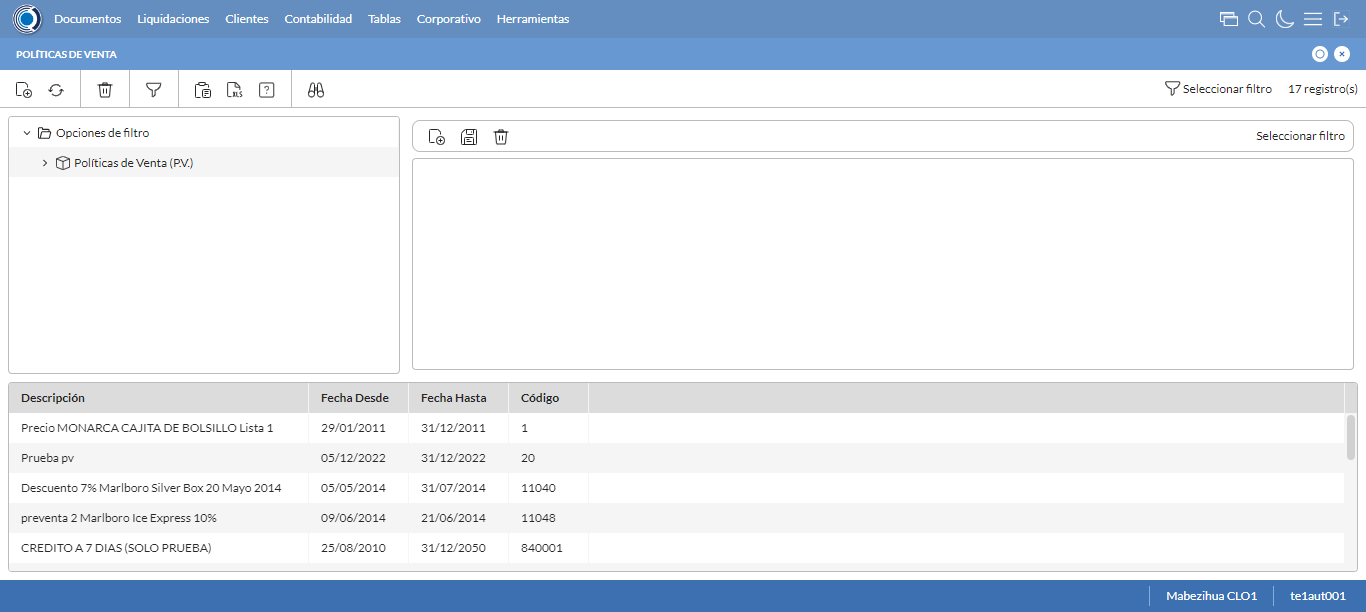 Documentos Liquidaciones Clientes Contabilidad Tablas Corporativo Herramientas
POLÍTICAS DE VENTA
XLS ? Seleccionar filtro 17 registro(s)
Opciones de filtro
Políticas de Venta (P.V.)
Seleccionar filtro
Descripción Fecha Desde Fecha Hasta Código
Precio MONARCA CAJITA DE BOLSILLO Lista 1 29/01/2011 31/12/2011 1
Prueba pv 05/12/2022 31/12/2022 20
Descuento 7% Marlboro Silver Box 20 Mayo 2014 05/05/2014 31/07/2014 11040
preventa 2 Marlboro Ice Express 10% 09/06/2014 21/06/2014 11048
CREDITO A 7 DIAS (SOLO PRUEBA) 25/08/2010 31/12/2050 840001
Mabezihua CLO1 te1aut001